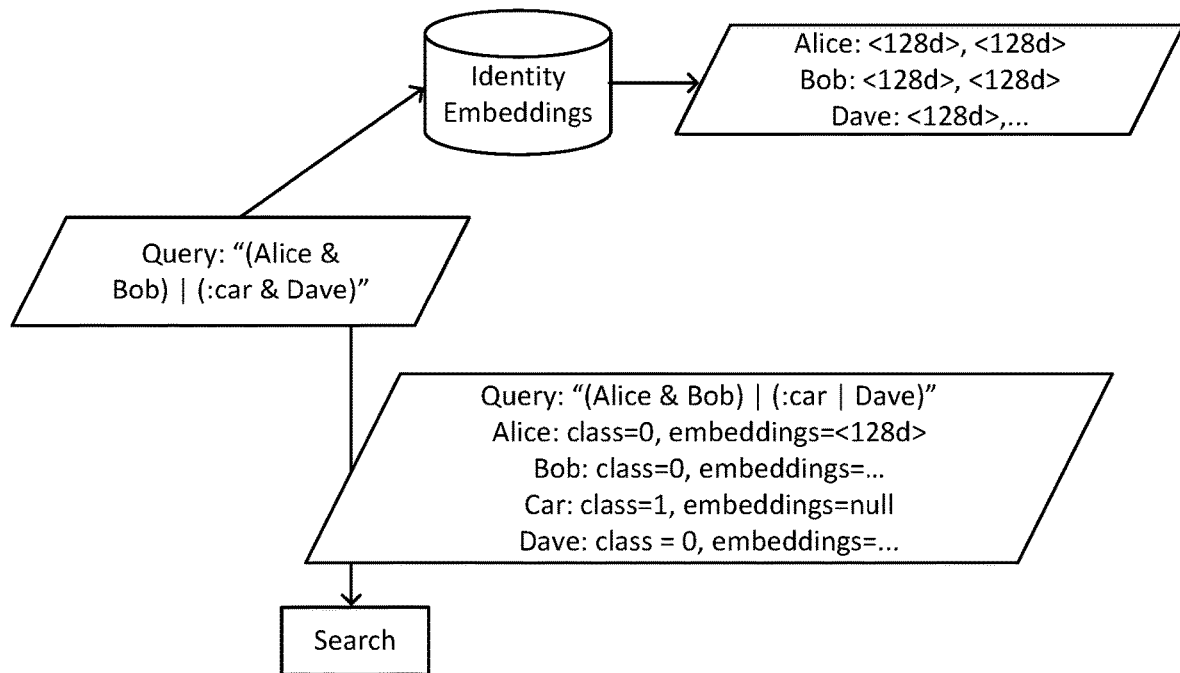 Identity
Embeddings
Alice: <128d>, <128d>
Bob: <128d>, <128d>
Dave: <128d>,...
Query: “(Alice &
Bob) | (:car & Dave)”
Query: “(Alice & Bob) | (:car | Dave)”
Alice: class=0, embeddings=<128d>
Bob: class=0, embeddings=...
Car: class=1, embeddings=null
Dave: class = 0, embeddings=...
Search